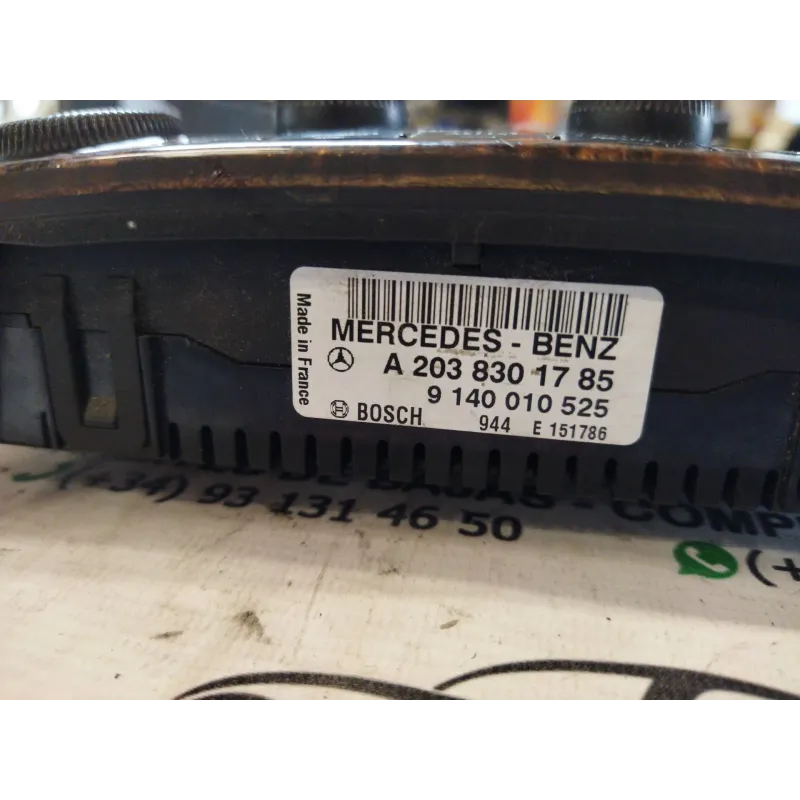 Made in France
MERCEDES - BENZ
A 203 830 17 85
9 140 010 525
BOSCH 944 E 151786
(+34) 93 131 46 50
(+